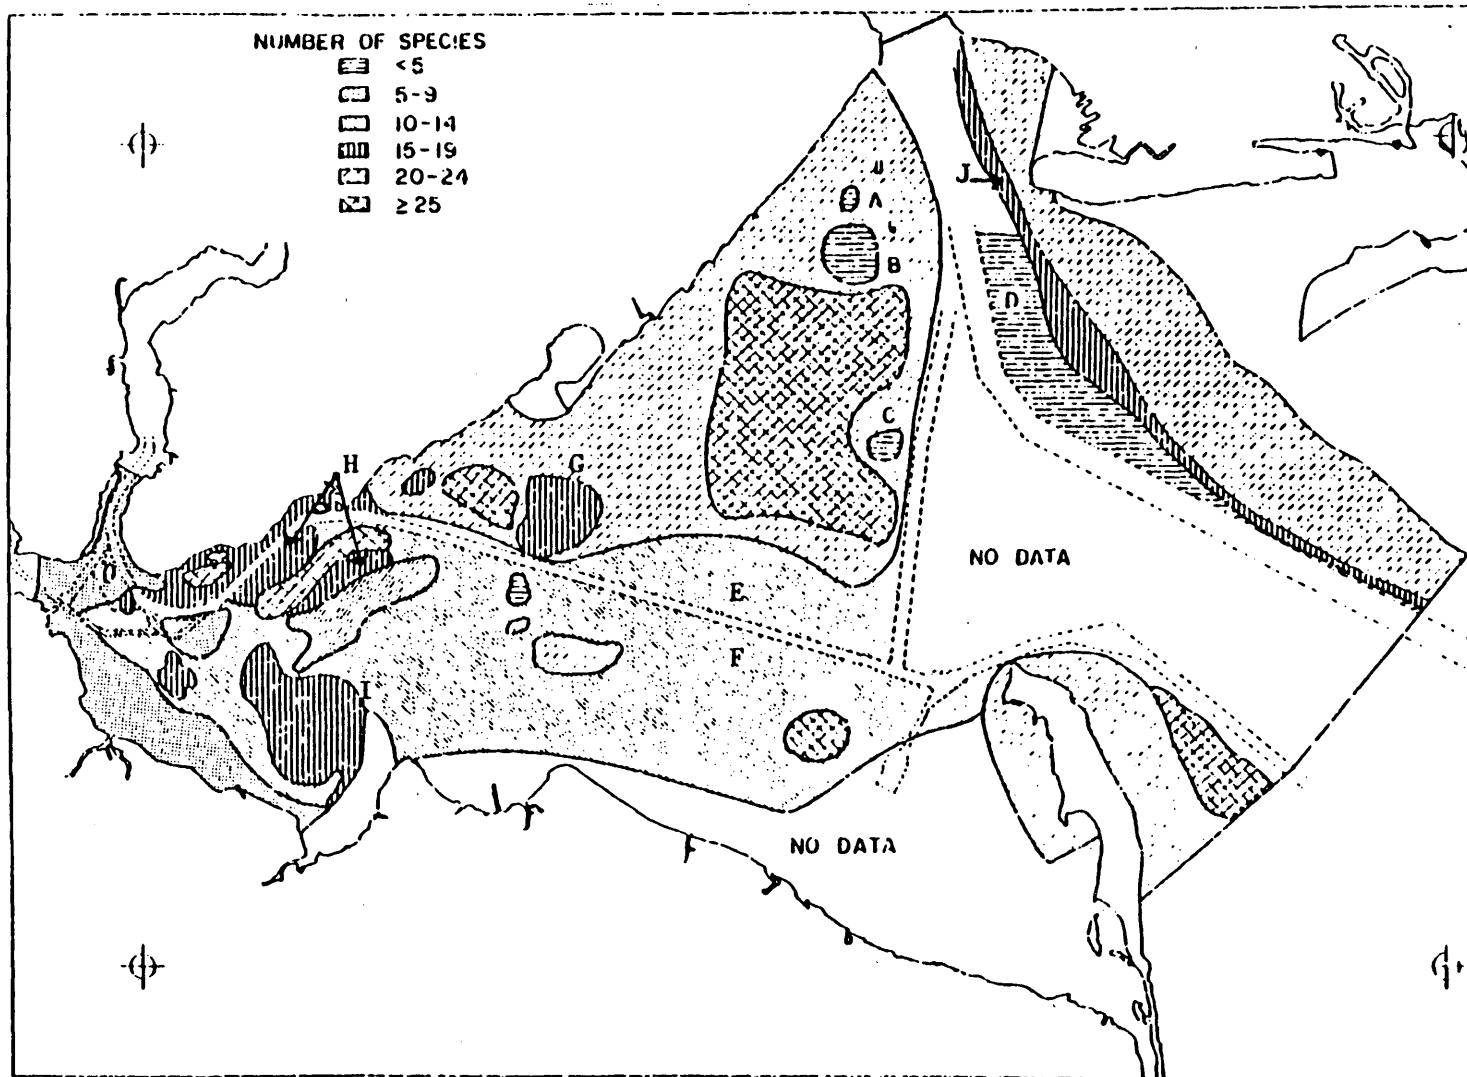 NUMBER OF SPECIES
<5
5-9
10-14
15-19
20-24
≥25
J
A
B
D
C
H
G
NO DATA
E
F
I
NO DATA